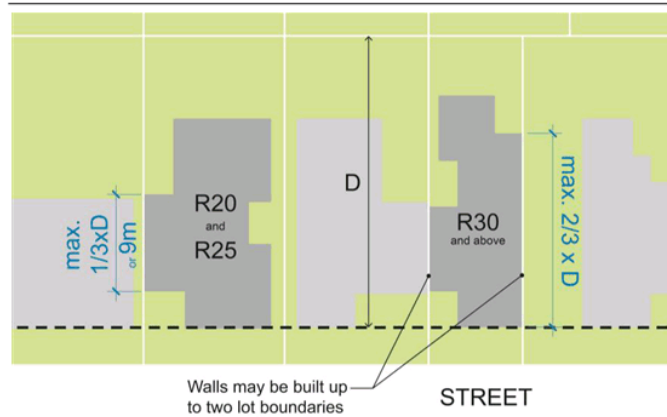 max.
1/3xD
or 9m
R20
and
R25
D
R30
and above
max. 2/3 x D
Walls may be built up
to two lot boundaries
STREET